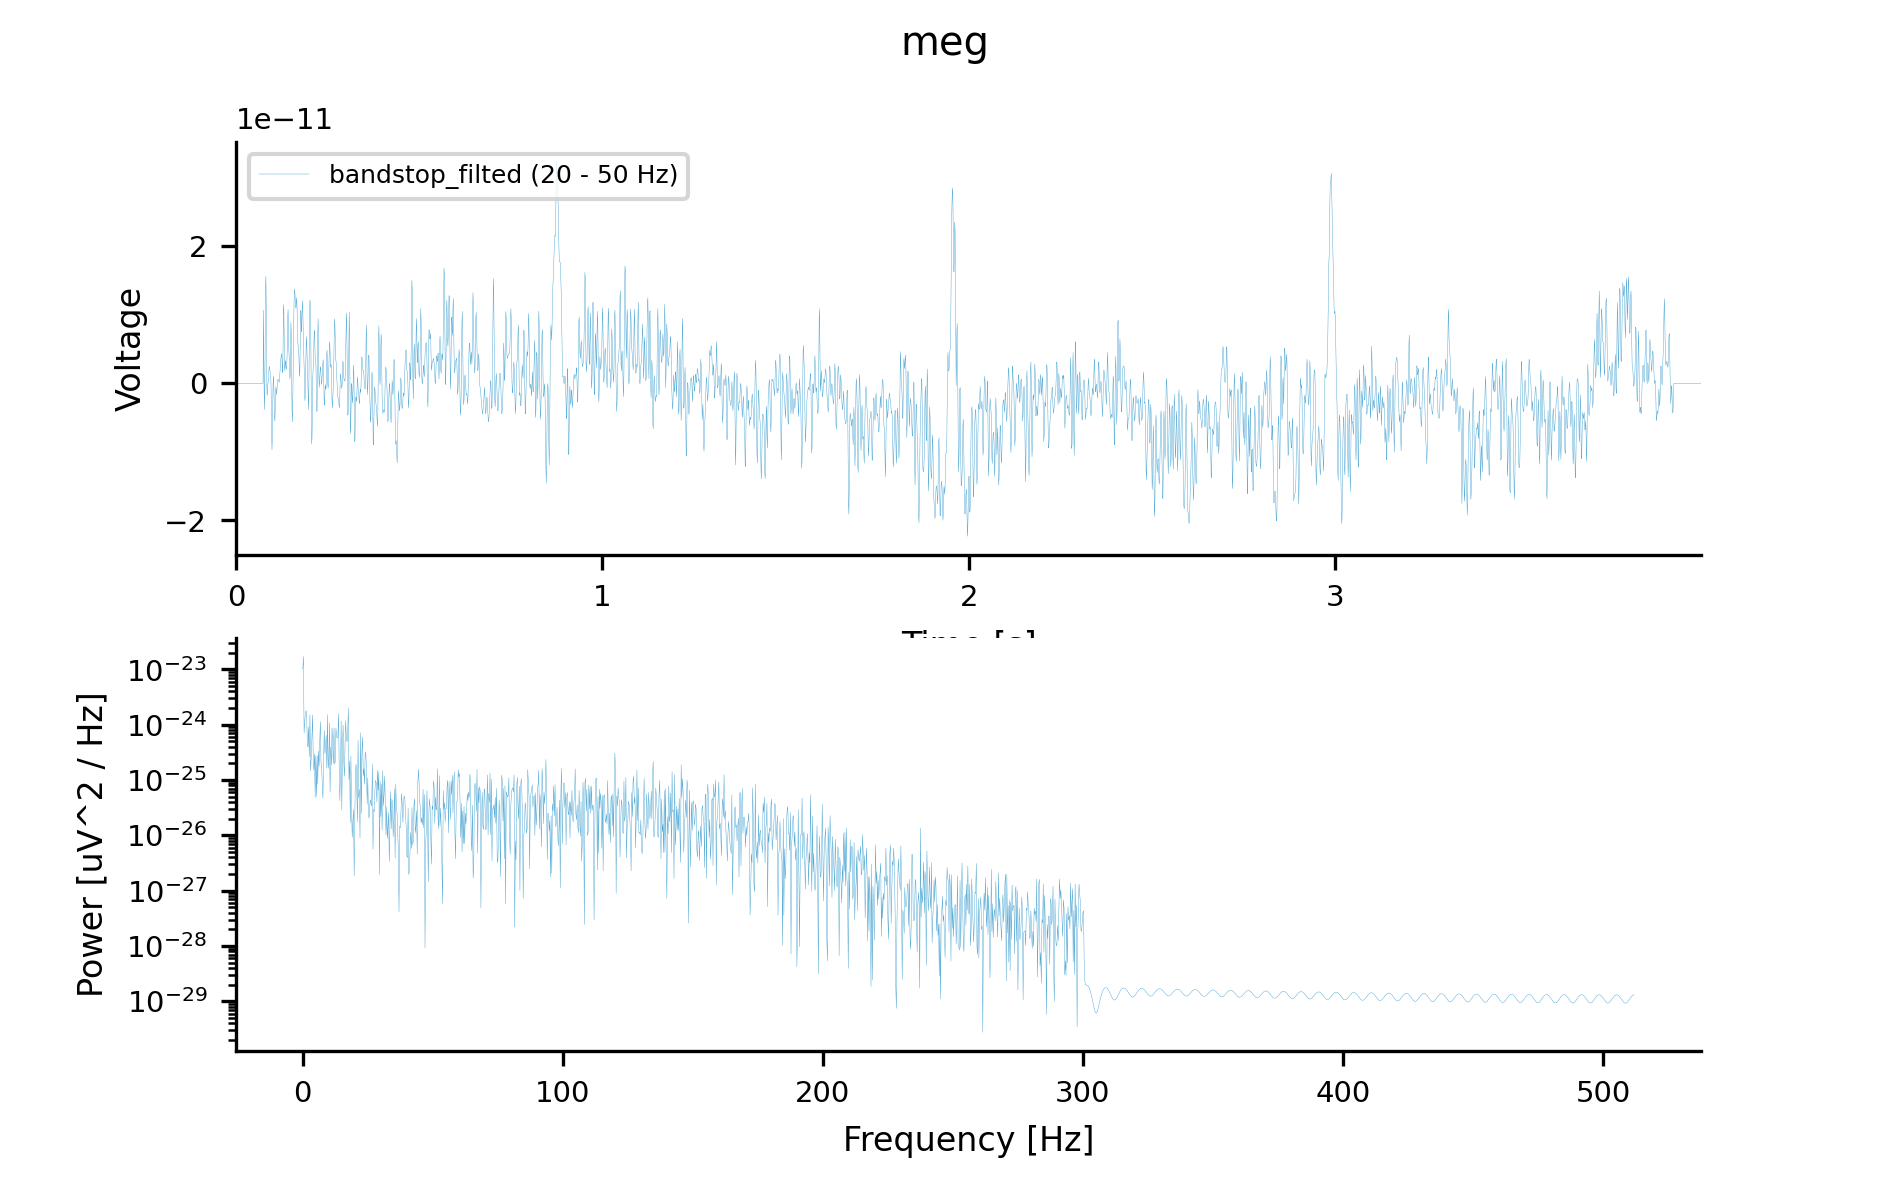 meg
1e−11
bandstop_filted (20 - 50 Hz)
2
0
−2
Voltage
0 1 2 3
Time [s]
10−23
10−24
10−25
10−26
10−27
10−28
10−29
Power [uV^2 / Hz]
0 100 200 300 400 500
Frequency [Hz]